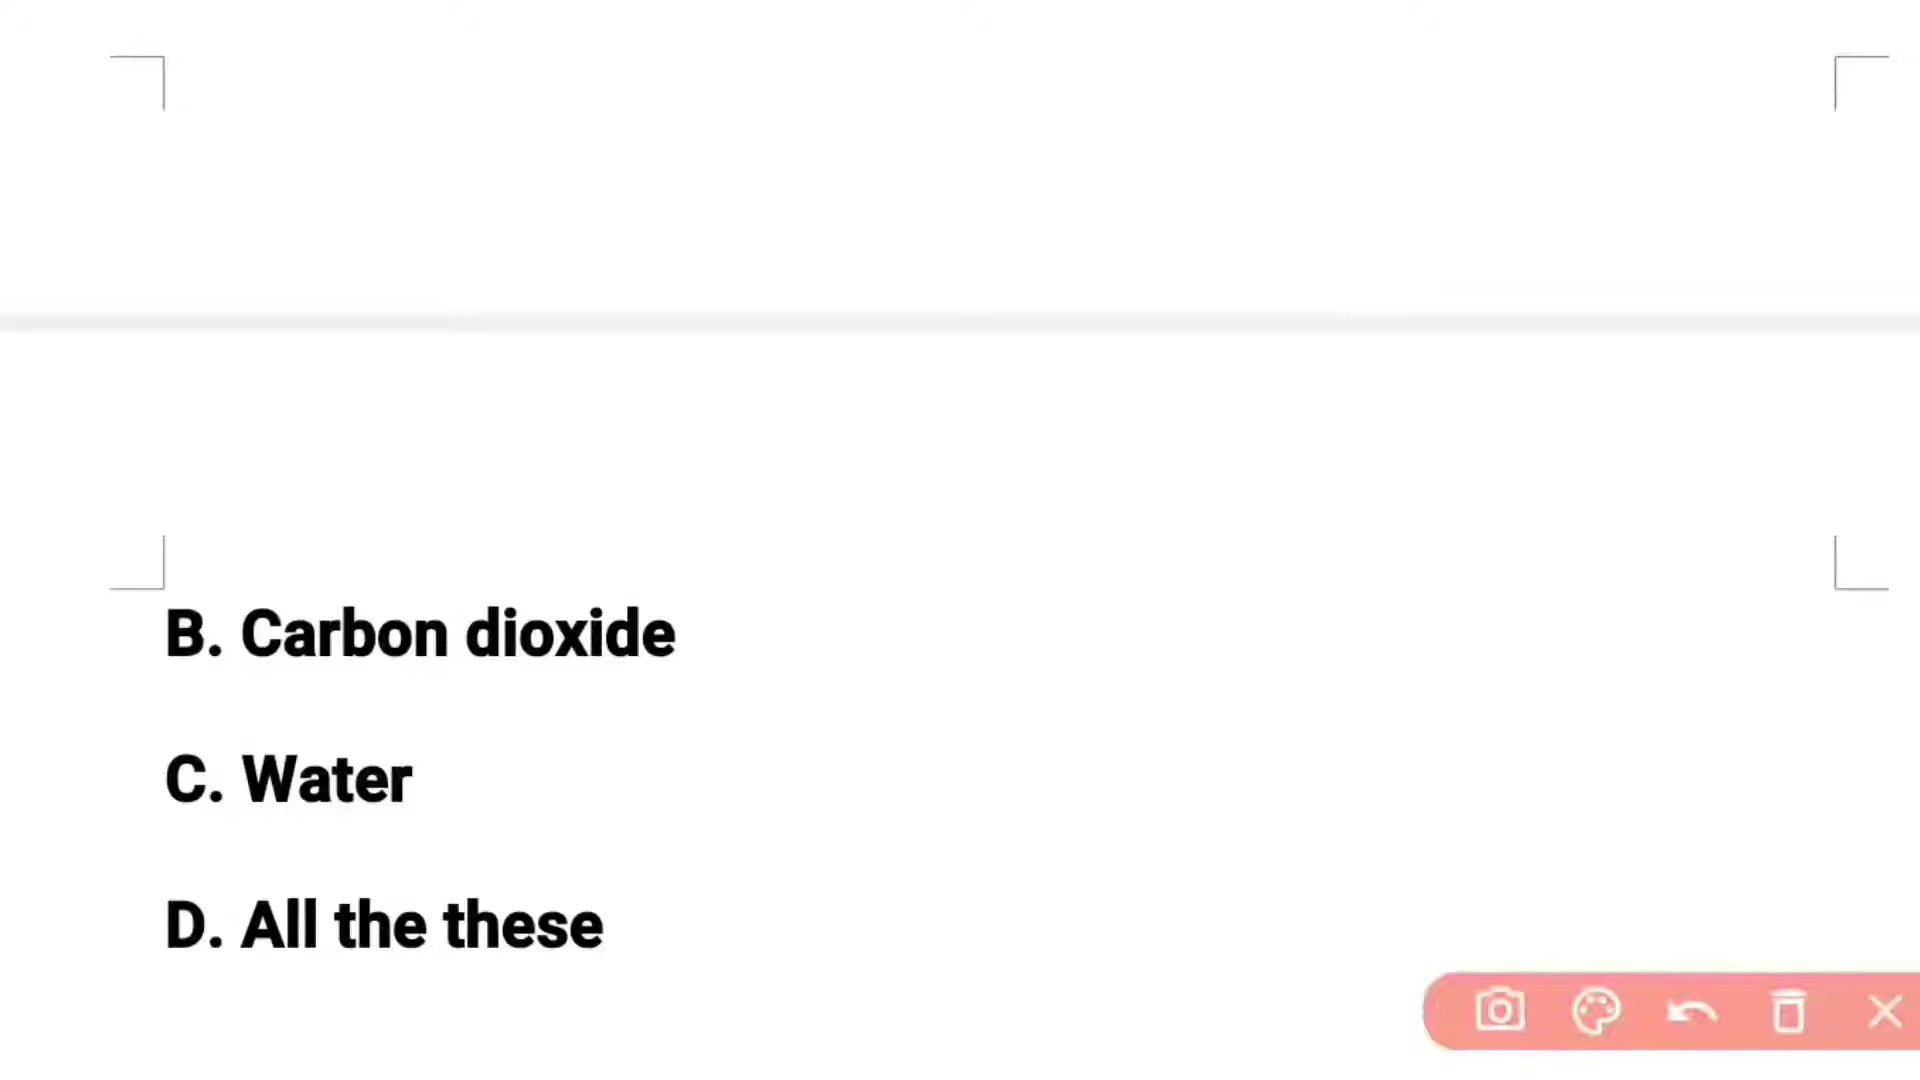 B. Carbon dioxide
C. Water
D. All the these